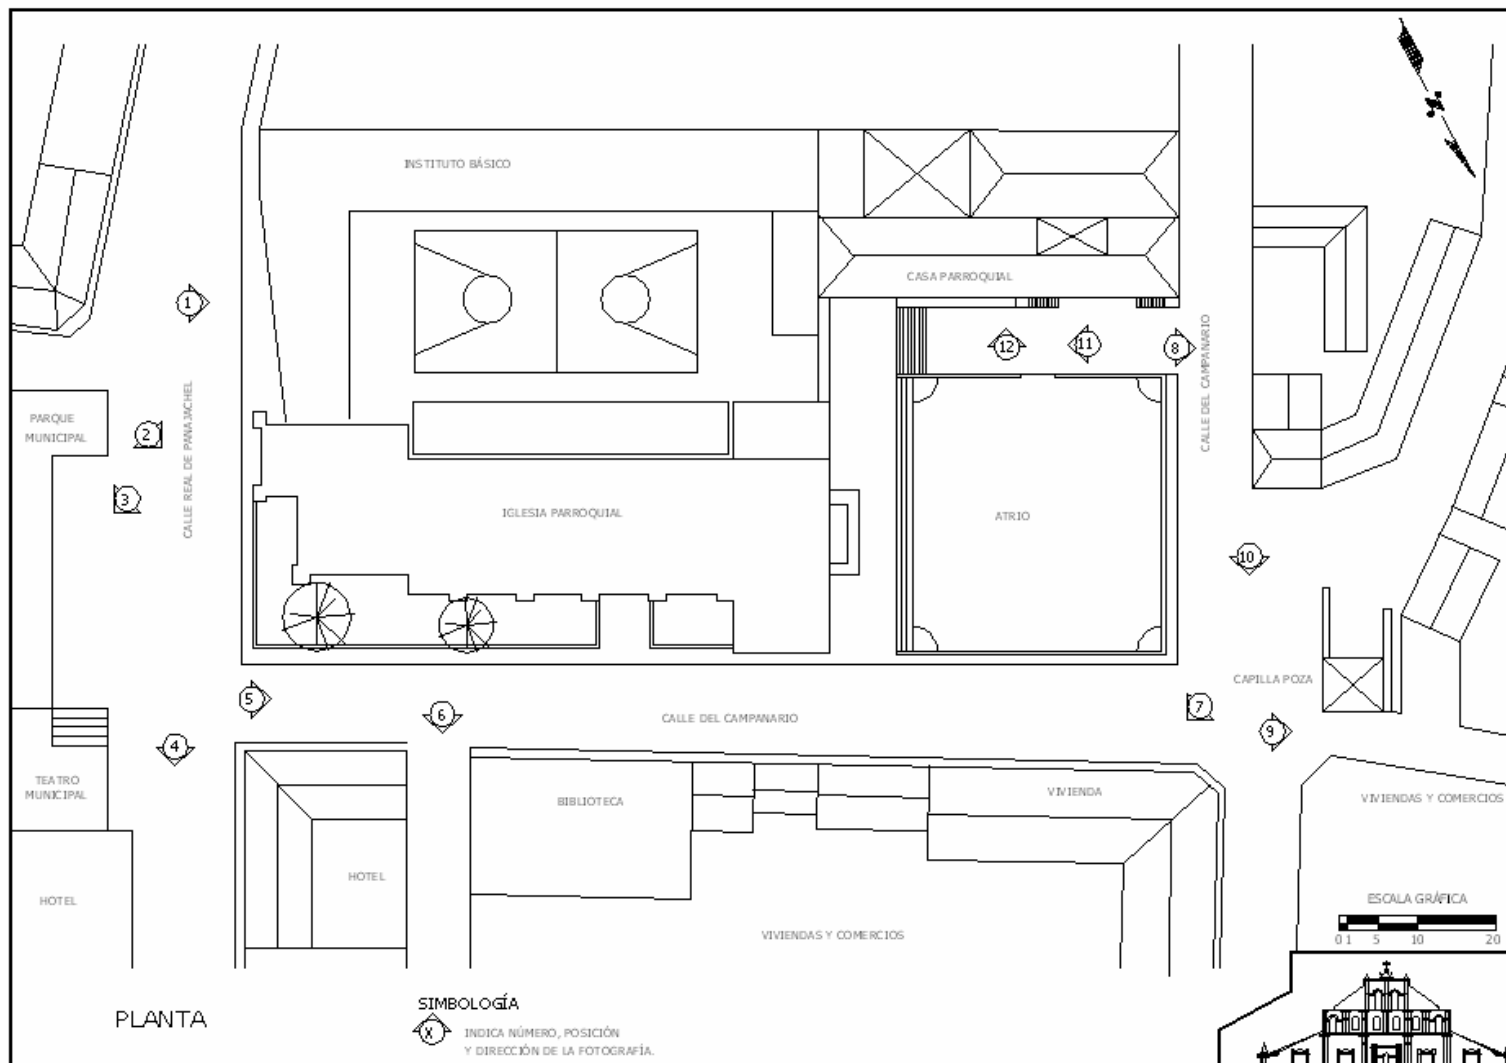 INSTITUTO BÁSICO
CASA PARROQUIAL
1
12
11
8
CALLE DEL CAMPANARIO
PARQUE
MUNICIPAL
2
CALLE REAL DE PANAJACHEL
3
IGLESIA PARROQUIAL
ATRIO
10
CAPILLA POZA
5
6
CALLE DEL CAMPANARIO
7
9
4
TEATRO
MUNICIPAL
BIBLIOTECA
VIVIENDA
VIVIENDAS Y COMERCIOS
HOTEL
HOTEL
VIVIENDAS Y COMERCIOS
ESCALA GRÁFICA
0 1 5 10 20
PLANTA
SIMBOLOGÍA
X
INDICA NÚMERO, POSICIÓN
Y DIRECCIÓN DE LA FOTOGRAFÍA.